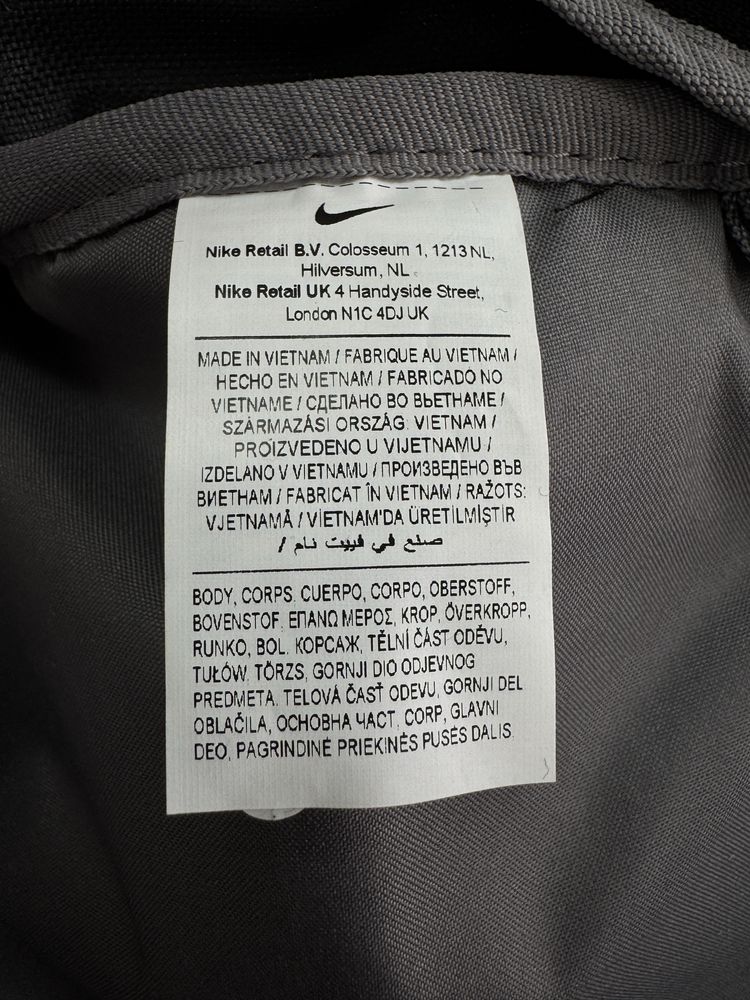 Nike Retail B.V. Colosseum 1, 1213 NL,
Hilversum, NL
Nike Retail UK 4 Handyside Street,
London N1C 4DJ UK
MADE IN VIETNAM / FABRIQUE AU VIETNAM /
HECHO EN VIETNAM / FABRICADO NO
VIETNAME / СДЕЛАНО ВО ВЬЕТНАМЕ /
SZÁRMAZÁSI ORSZÁG: VIETNAM /
PROIZVEDENO U VIJETNAMU /
IZDELANO V VIETNAMU / ПРОИЗВЕДЕНО ВЪВ
ВИЕТНАМ / FABRICAT ÎN VIETNAM / RAŽOTS:
VJETNAMĀ / VIETNAM'DA ÜRETİLMİŞTİR
/ صنع في فييت نام
BODY, CORPS. CUERPO, CORPO, OBERSTOFF,
BOVENSTOF. ΕΠΑΝΩ ΜΕΡΟΣ, KROP, ÖVERKROPP,
RUNKO, BOL. КОРСАЖ, TĚLNÍ ČÁST ODĚVU,
TUŁÓW. TÖRZS, GORNJI DIO ODJEVNOG
PREDMETA. TELOVÁ ČASŤ ODEVU, GORNJI DEL
OBLAČILA, ОСНОВНА ЧАСТ, CORP, GLAVNI
DEO, PAGRINDINĖ PRIEKINĖS PUSĖS DALIS.